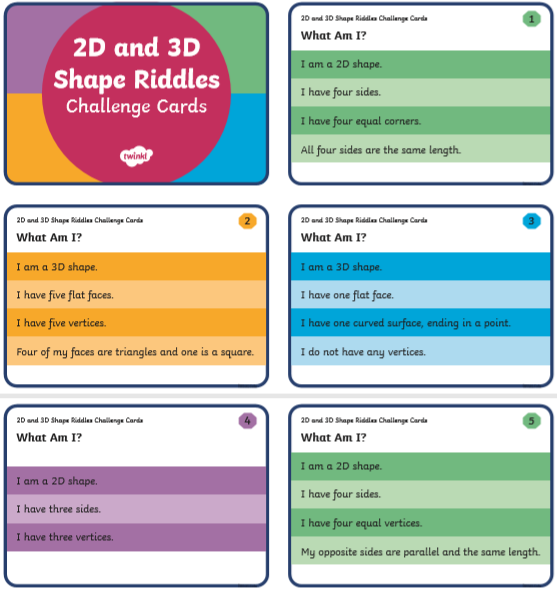 2D and 3D
Shape Riddles
Challenge Cards
twinkl
2D and 3D Shape Riddles Challenge Cards
1
What Am I?
I am a 2D shape.
I have four sides.
I have four equal corners.
All four sides are the same length.
2D and 3D Shape Riddles Challenge Cards
2
What Am I?
I am a 3D shape.
I have five flat faces.
I have five vertices.
Four of my faces are triangles and one is a square.
2D and 3D Shape Riddles Challenge Cards
3
What Am I?
I am a 3D shape.
I have one flat face.
I have one curved surface, ending in a point.
I do not have any vertices.
2D and 3D Shape Riddles Challenge Cards
4
What Am I?
I am a 2D shape.
I have three sides.
I have three vertices.
2D and 3D Shape Riddles Challenge Cards
5
What Am I?
I am a 2D shape.
I have four sides.
I have four equal vertices.
My opposite sides are parallel and the same length.